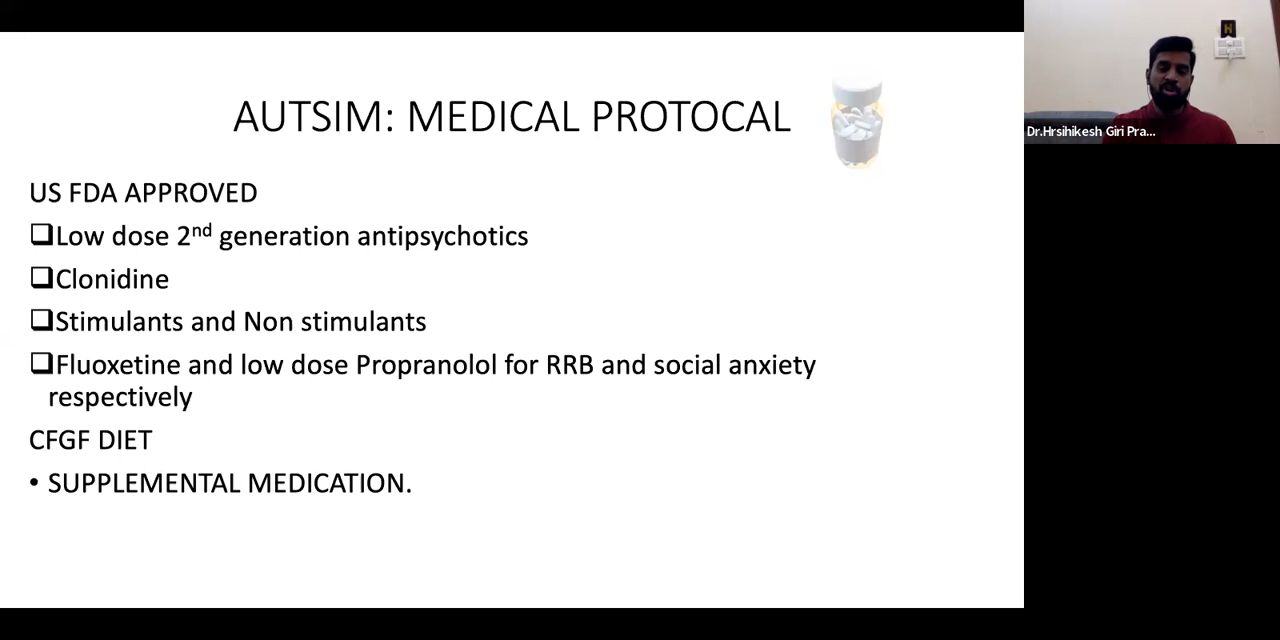 AUTSIM: MEDICAL PROTOCAL
US FDA APPROVED
❑Low dose 2nd generation antipsychotics
❑Clonidine
❑Stimulants and Non stimulants
❑Fluoxetine and low dose Propranolol for RRB and social anxiety
respectively
CFGF DIET
• SUPPLEMENTAL MEDICATION.
H
Dr.Hrsihikesh Giri Pra...